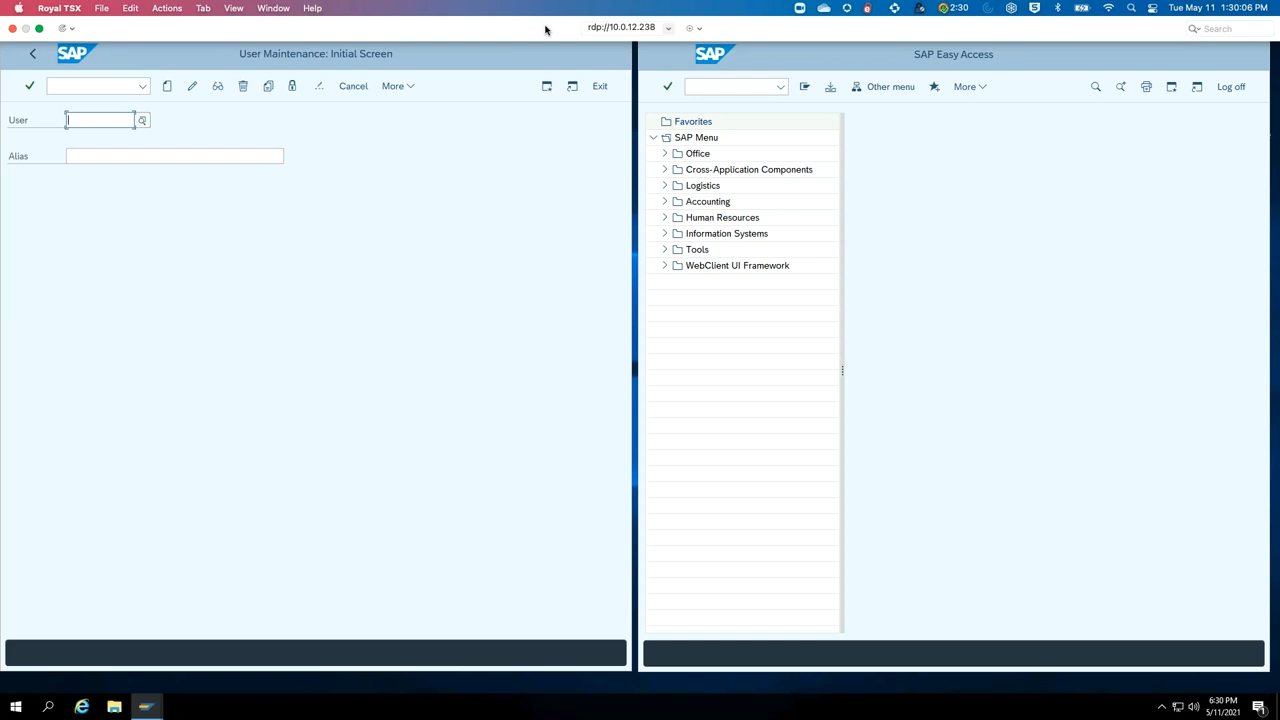 Royal TSX File Edit Actions Tab View Window Help 2:30 Tue May 11 1:30:06 PM
rdp://10.0.12.238 Search
SAP User Maintenance: Initial Screen
Cancel More Exit
User
Alias
SAP SAP Easy Access
Other menu More Log off
Favorites
SAP Menu
Office
Cross-Application Components
Logistics
Accounting
Human Resources
Information Systems
Tools
WebClient UI Framework
6:30 PM
5/11/2021
1